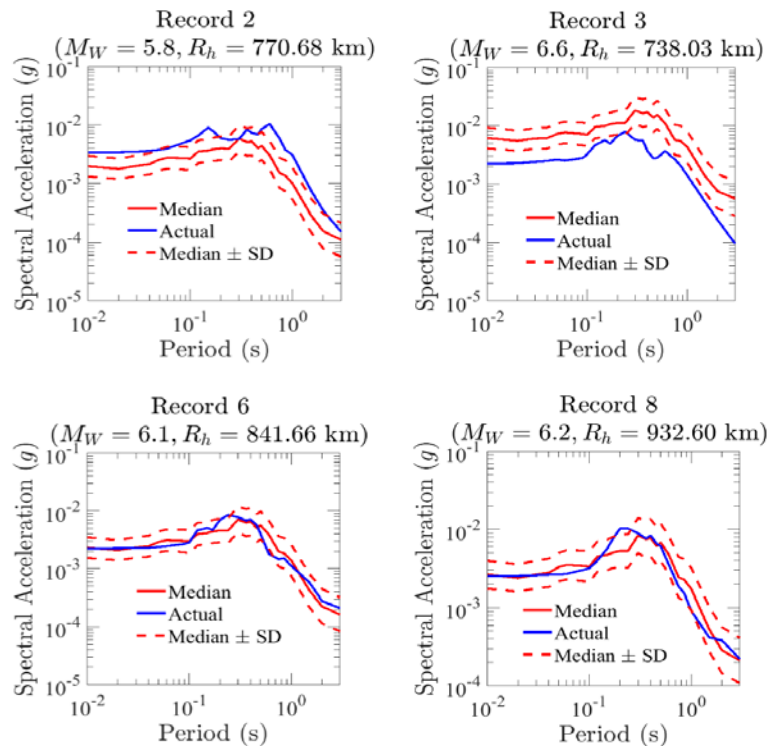 Record 2
(M_W = 5.8, R_h = 770.68 km)
Spectral Acceleration (g)
10^-1
10^-2
10^-3
10^-4
10^-5
Median
Actual
Median ± SD
10^-2
10^-1
10^0
Period (s)
Record 3
(M_W = 6.6, R_h = 738.03 km)
Spectral Acceleration (g)
10^-1
10^-2
10^-3
10^-4
10^-5
Median
Actual
Median ± SD
10^-2
10^-1
10^0
Period (s)
Record 6
(M_W = 6.1, R_h = 841.66 km)
Spectral Acceleration (g)
10^-1
10^-2
10^-3
10^-4
10^-5
Median
Actual
Median ± SD
10^-2
10^-1
10^0
Period (s)
Record 8
(M_W = 6.2, R_h = 932.60 km)
Spectral Acceleration (g)
10^-1
10^-2
10^-3
10^-4
Median
Actual
Median ± SD
10^-2
10^-1
10^0
Period (s)